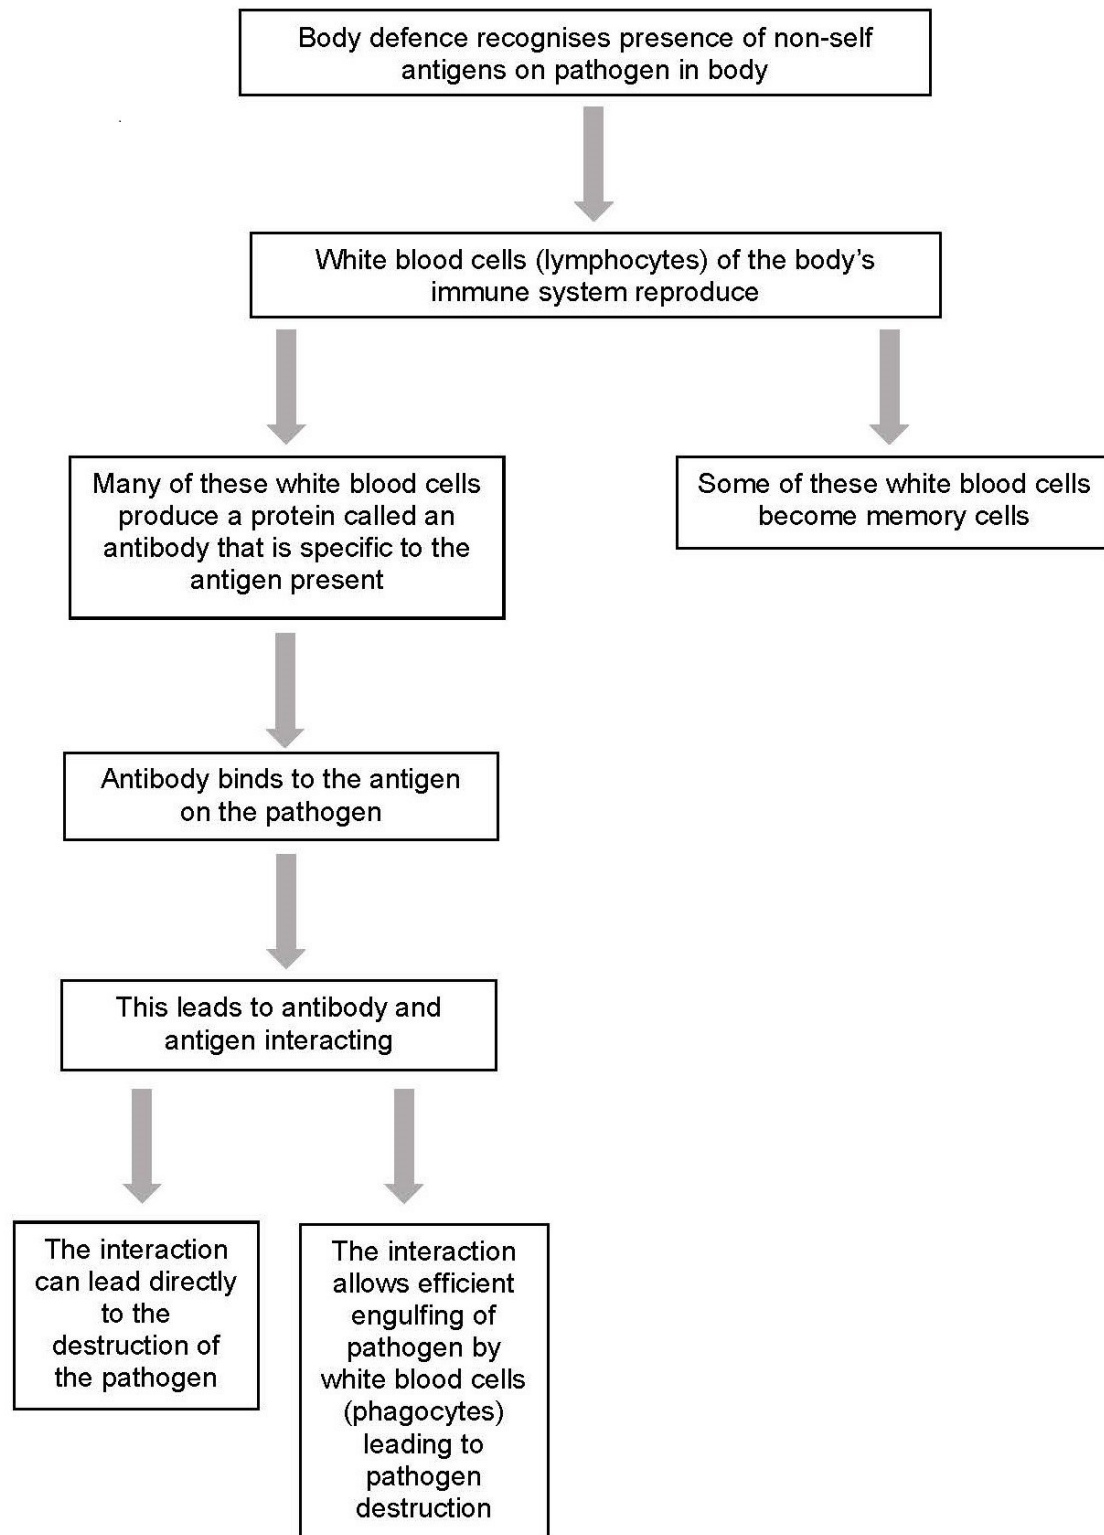 Body defence recognises presence of non-self
antigens on pathogen in body
White blood cells (lymphocytes) of the body’s
immune system reproduce
Many of these white blood cells
produce a protein called an
antibody that is specific to the
antigen present
Some of these white blood cells
become memory cells
Antibody binds to the antigen
on the pathogen
This leads to antibody and
antigen interacting
The interaction
can lead directly
to the
destruction of
the pathogen
The interaction
allows efficient
engulfing of
pathogen by
white blood cells
(phagocytes)
leading to
pathogen
destruction